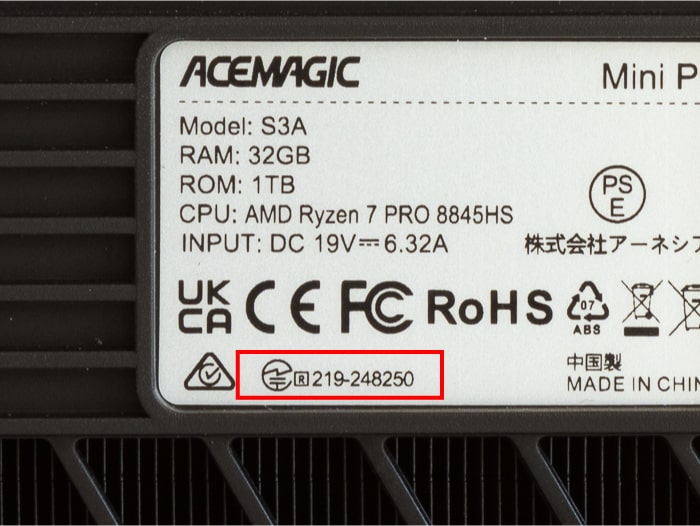 ACEMAGIC
Mini P
Model: S3A
RAM: 32GB
ROM: 1TB
CPU: AMD Ryzen 7 PRO 8845HS
INPUT: DC 19V⎓6.32A
PS
E
株式会社アーネシア
UK
CA CE FC RoHS 07
ABS
R 219-248250
中国製
MADE IN CHIN